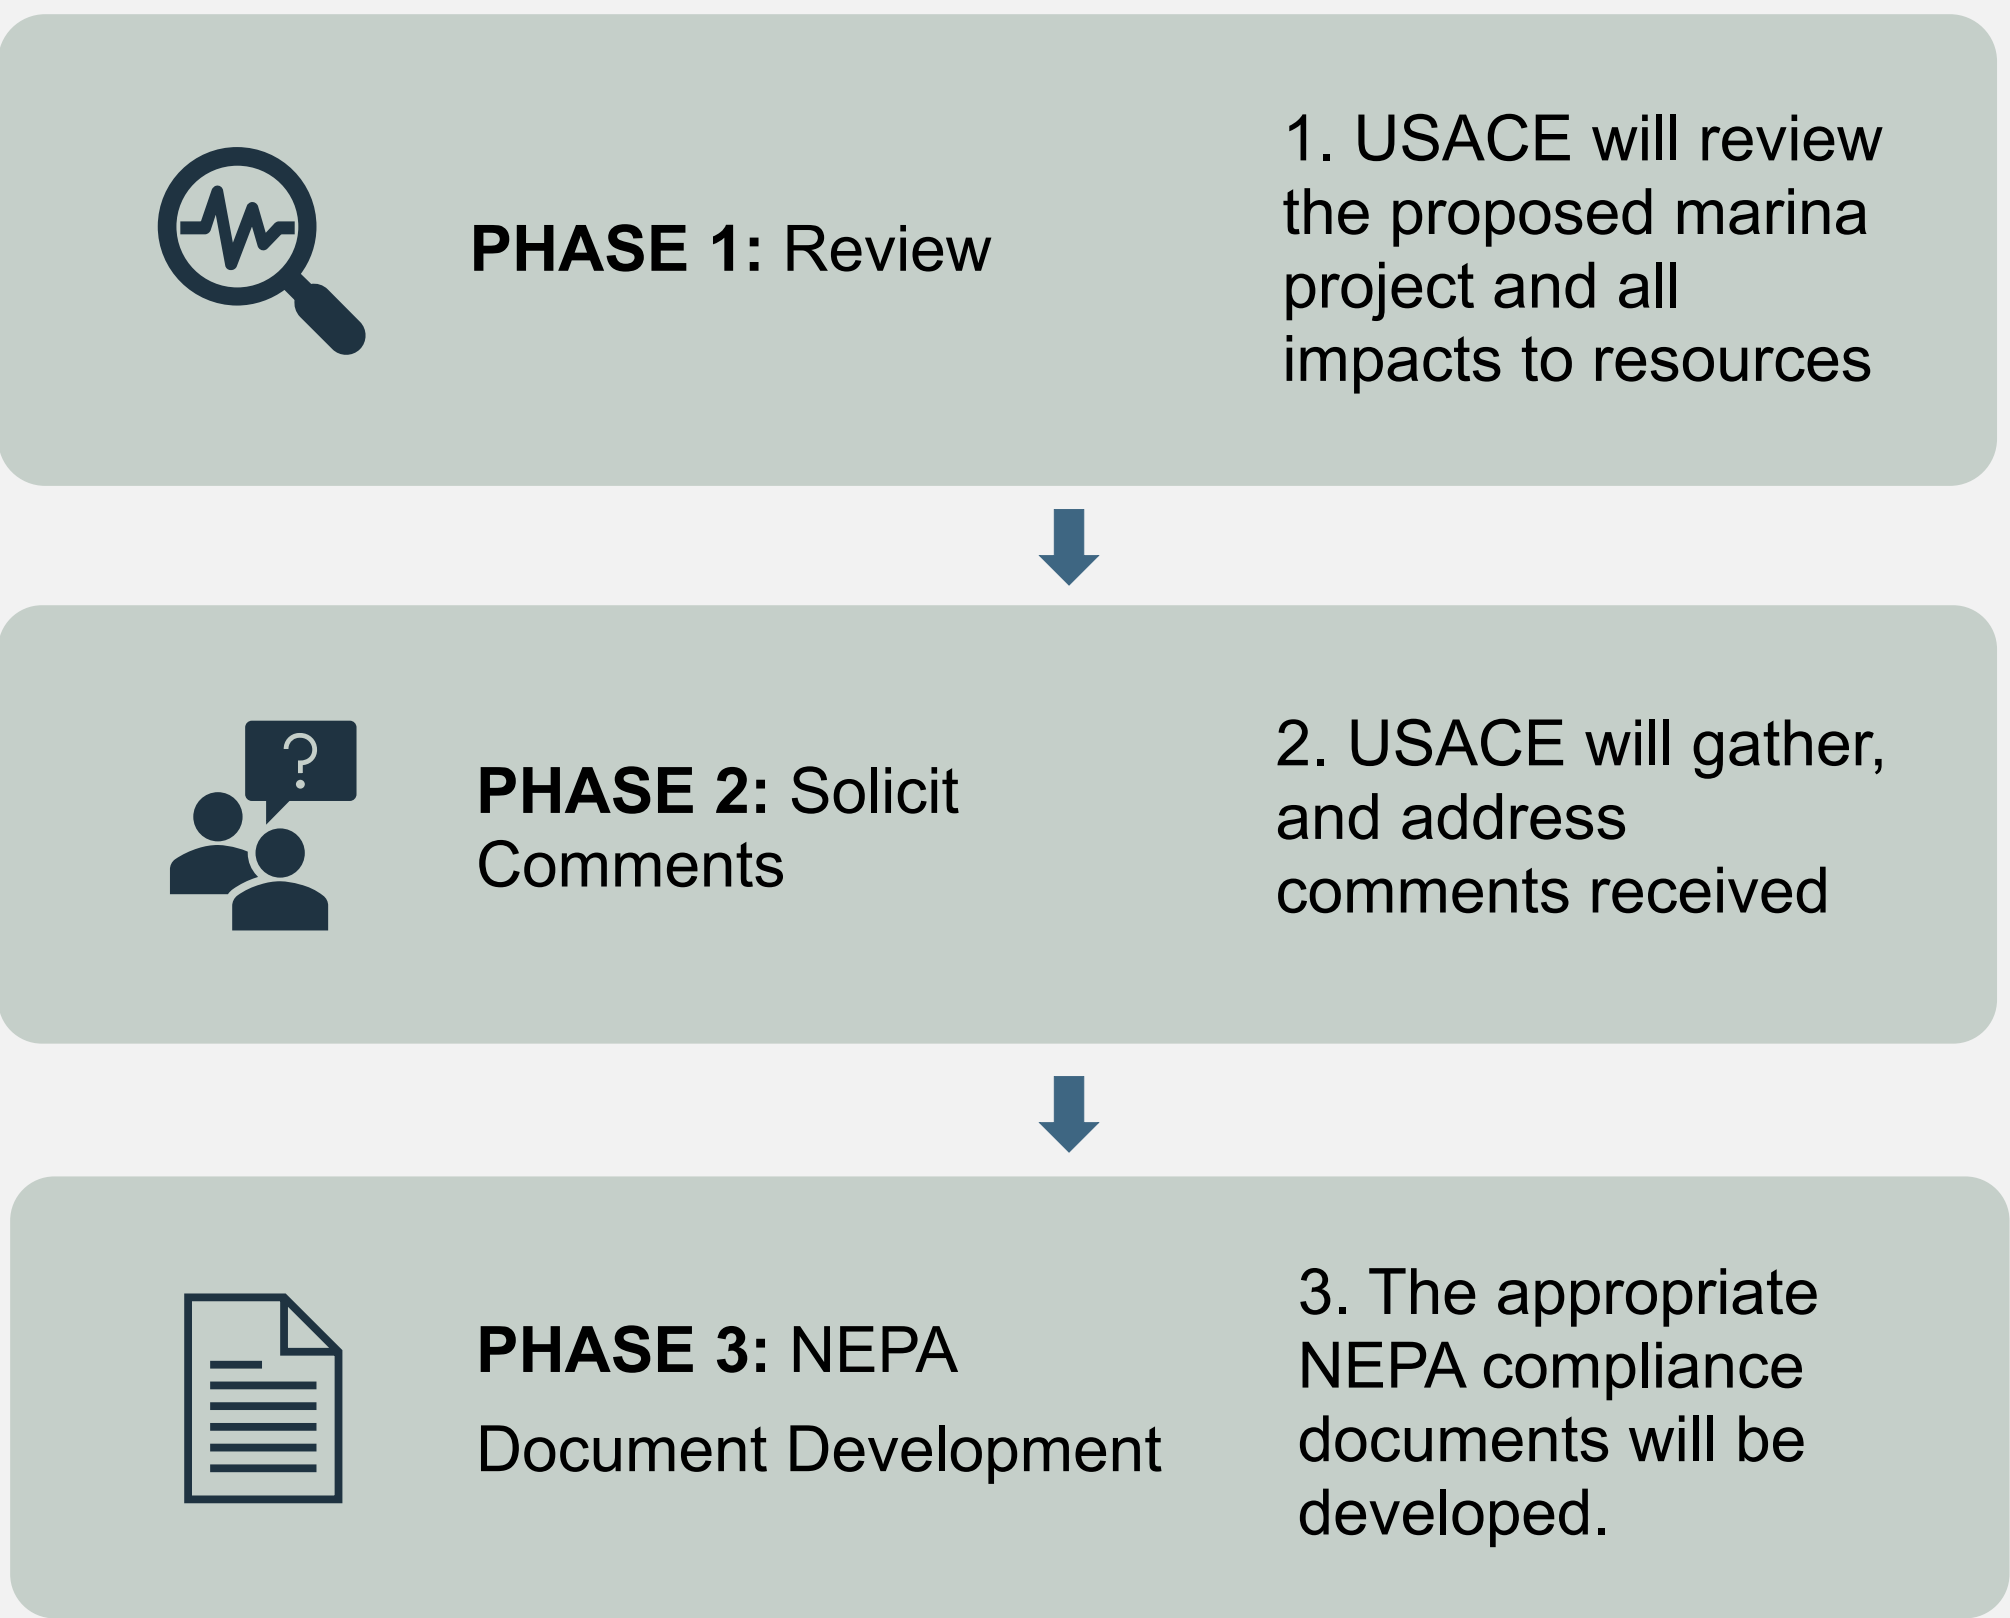 PHASE 1: Review
1. USACE will review
the proposed marina
project and all
impacts to resources
?
PHASE 2: Solicit
Comments
2. USACE will gather,
and address
comments received
PHASE 3: NEPA
Document Development
3. The appropriate
NEPA compliance
documents will be
developed.